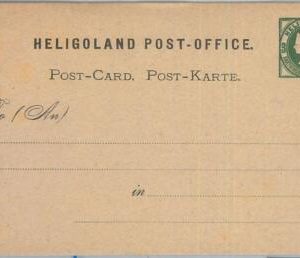 HELIGOLAND POST-OFFICE.
POST-CARD. POST-KARTE.
To (An)
in